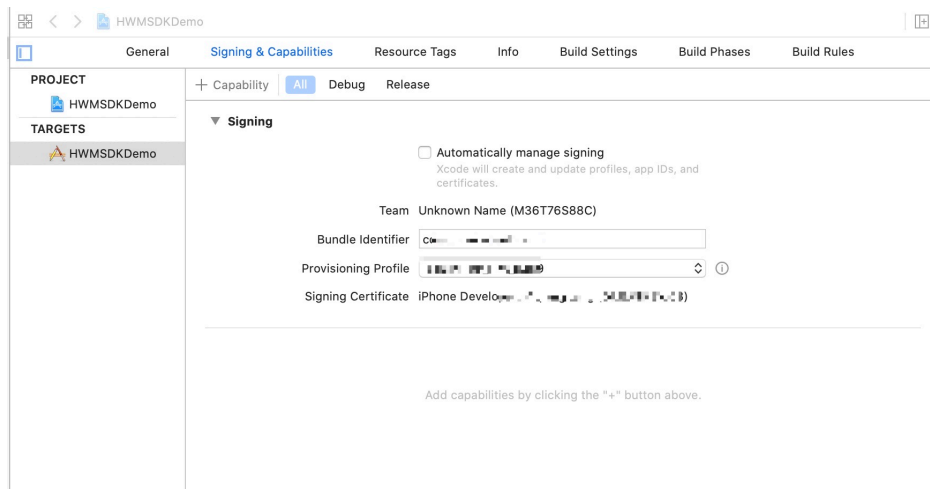 HWMSDKDemo
General Signing & Capabilities Resource Tags Info Build Settings Build Phases Build Rules
PROJECT
HWMSDKDemo
TARGETS
HWMSDKDemo
+ Capability All Debug Release
Signing
Automatically manage signing
Xcode will create and update profiles, app IDs, and
certificates.
Team Unknown Name (M36T76S88C)
Bundle Identifier
Provisioning Profile
Signing Certificate iPhone
Add capabilities by clicking the "+" button above.